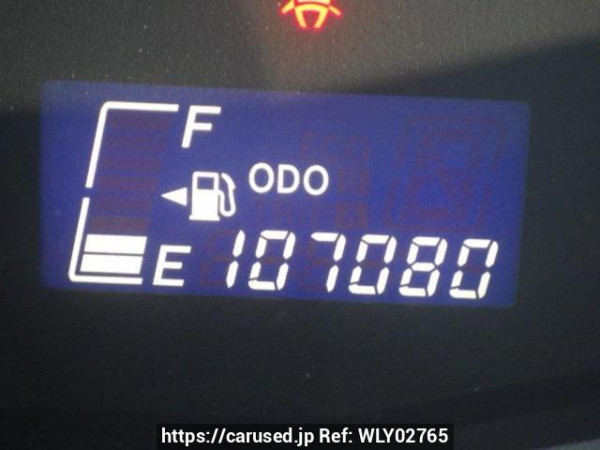 F
ODO
E 107080
https://carused.jp Ref: WLY02765